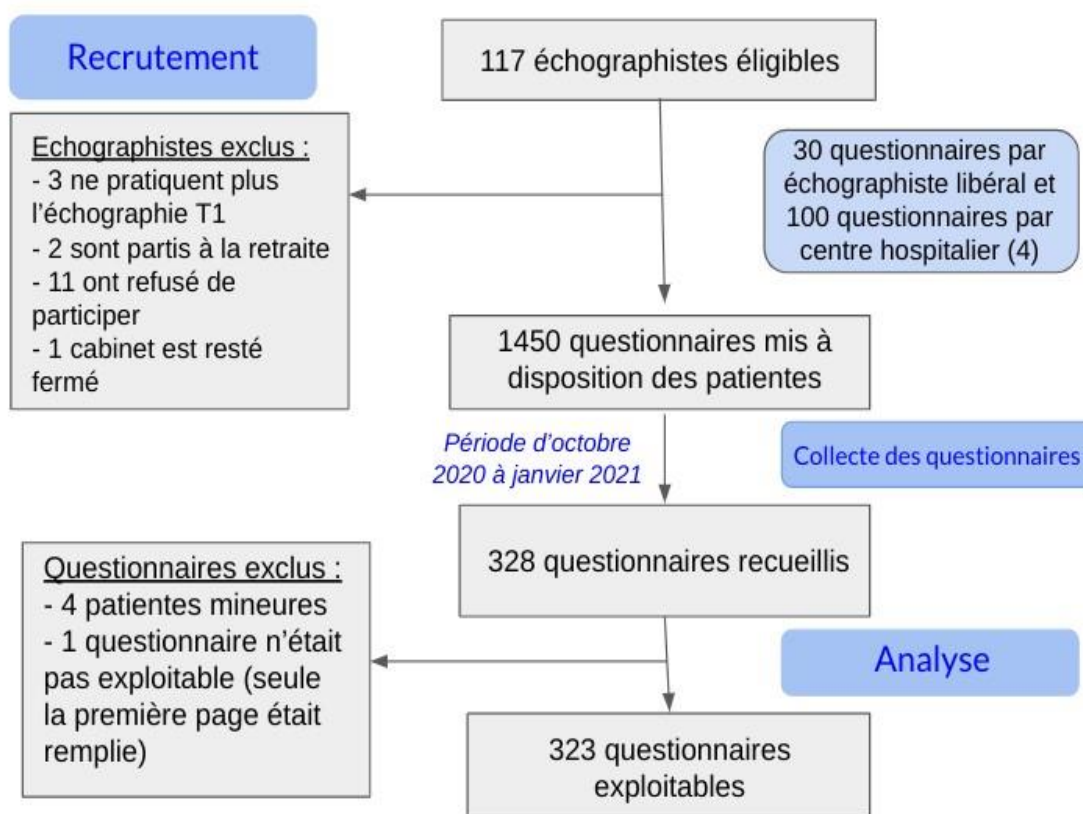 Recrutement
117 échographistes éligibles
Echographistes exclus :
- 3 ne pratiquent plus
l'échographie T1
- 2 sont partis à la retraite
- 11 ont refusé de
participer
- 1 cabinet est resté
fermé
30 questionnaires par
échographiste libéral et
100 questionnaires par
centre hospitalier (4)
1450 questionnaires mis à
disposition des patientes
Période d'octobre
2020 à janvier 2021
Collecte des questionnaires
328 questionnaires recueillis
Questionnaires exclus :
- 4 patientes mineures
- 1 questionnaire n'était
pas exploitable (seule
la première page était
remplie)
Analyse
323 questionnaires
exploitables